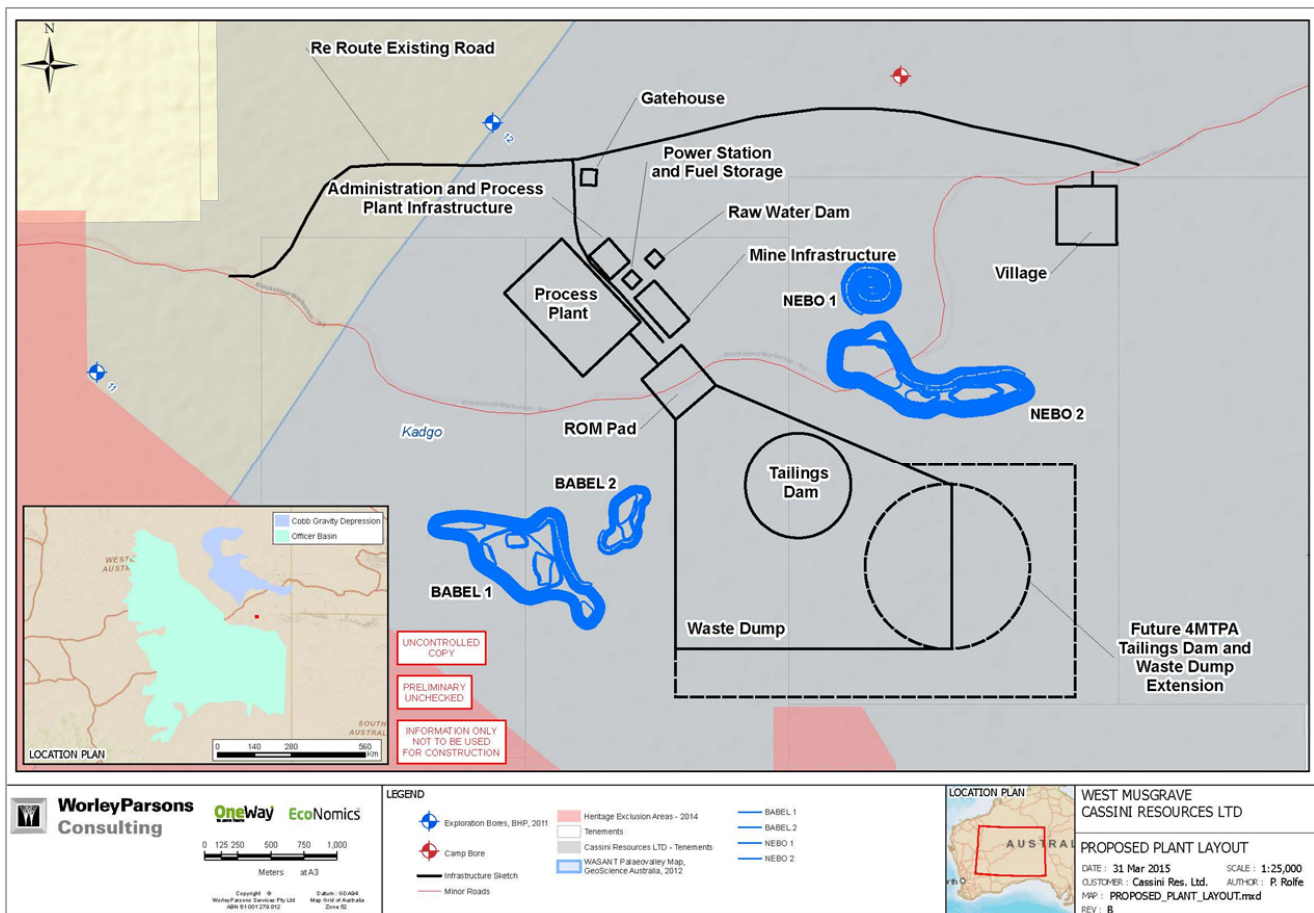 N
Re Route Existing Road
Gatehouse
12
Power Station
and Fuel Storage
Administration and Process
Plant Infrastructure
Raw Water Dam
Mine Infrastructure
Village
NEBO 1
Process
Plant
11
NEBO 2
ROM Pad
Kadgo
Tailings
Dam
BABEL 2
BABEL 1
Waste Dump
Future 4MTPA
Tailings Dam and
Waste Dump
Extension
Cobb Gravity Depression
Officer Basin
SOUTH
0 140 280 560
km
LOCATION PLAN
UNCONTROLLED
COPY
PRELIMINARY
UNCHECKED
INFORMATION ONLY
NOT TO BE USED
FOR CONSTRUCTION
WorleyParsons
Consulting
OneWay
EcoNomics
0 125 250 500 750 1,000
Meters at A3
LEGEND
Exploration Bores, BHP, 2011
Camp Bore
Infrastructure Sketch
Minor Roads
Heritage Exclusion Areas - 2014
Tenements
Cassini Resources LTD - Tenements
WASANT Palaeovalley Map,
GeoScience Australia, 2012
BABEL 1
BABEL 2
NEBO 1
NEBO 2
LOCATION PLAN
AUSTRAL
WEST MUSGRAVE
CASSINI RESOURCES LTD
PROPOSED PLANT LAYOUT
DATE : 31 Mar 2015 SCALE : 1:25,000
CUSTOMER : Cassini Res. Ltd. AUTHOR : P. Rolfe
MAP : PROPOSED_PLANT_LAYOUT.mxd
REV : B